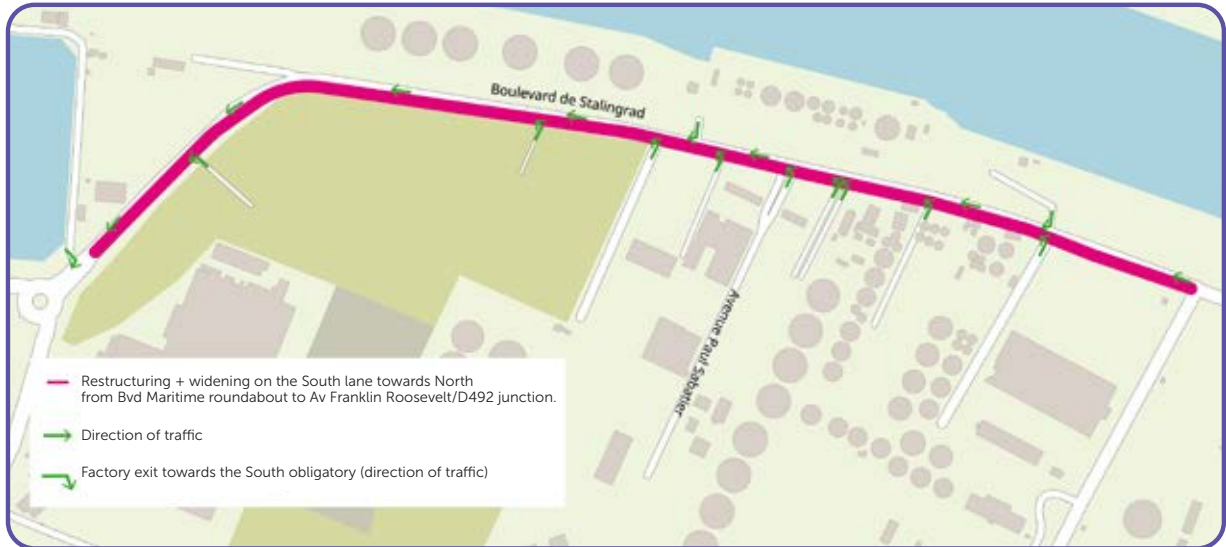 Boulevard de Stalingrad
Avenue Paul Sabatier
Restructuring + widening on the South lane towards North
from Bvd Maritime roundabout to Av Franklin Roosevelt/D492 junction.
Direction of traffic
Factory exit towards the South obligatory (direction of traffic)